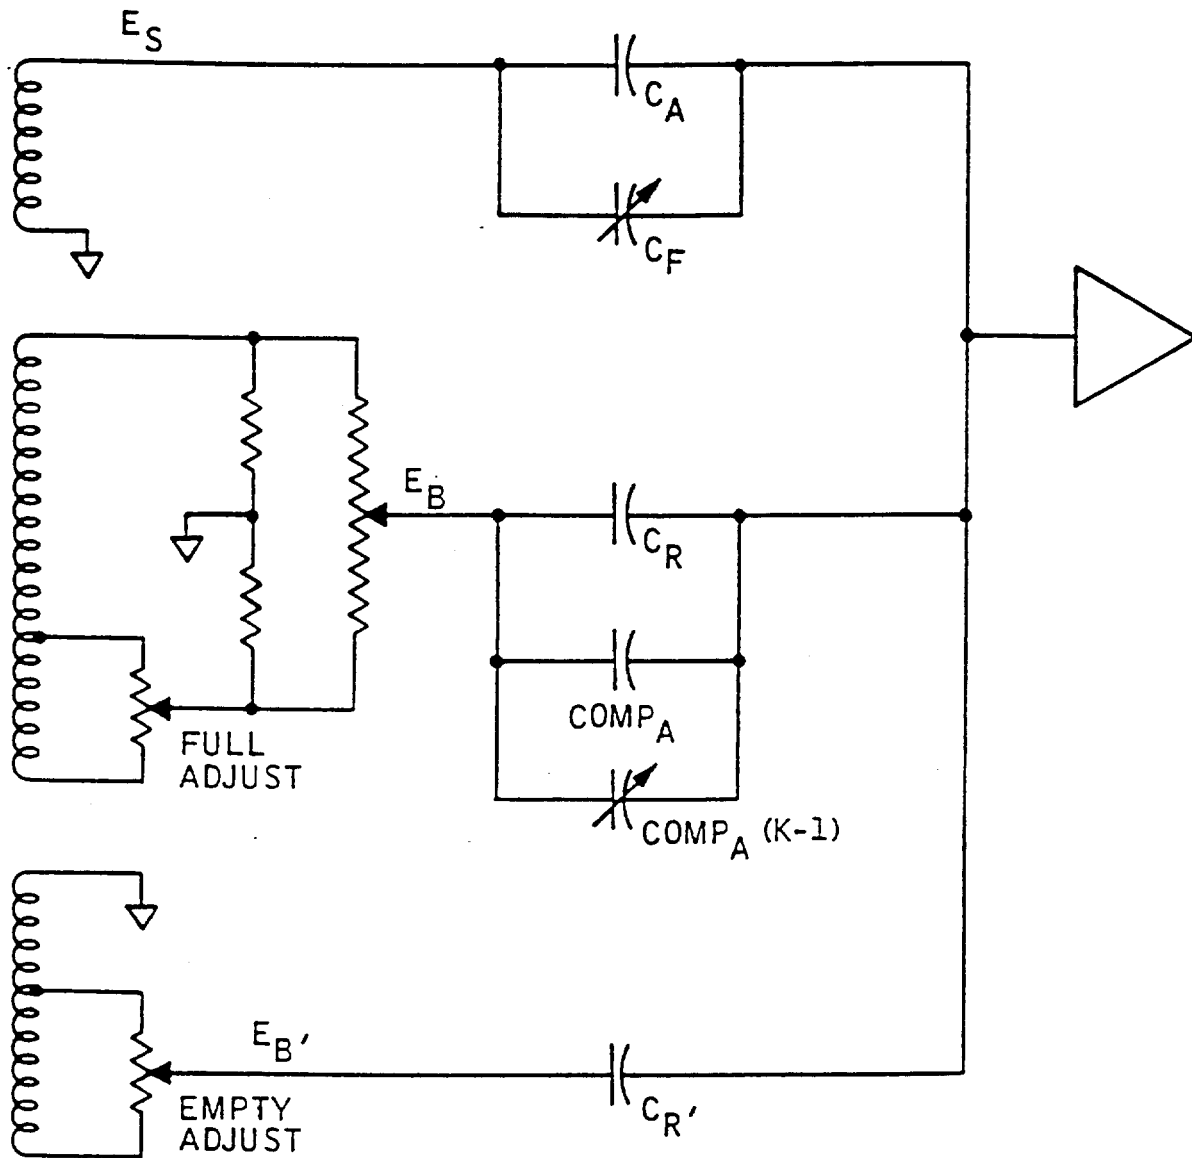 E_S
C_A
C_F
E_B
C_R
COMP_A
FULL
ADJUST
COMP_A (K-1)
E_B'
C_R'
EMPTY
ADJUST